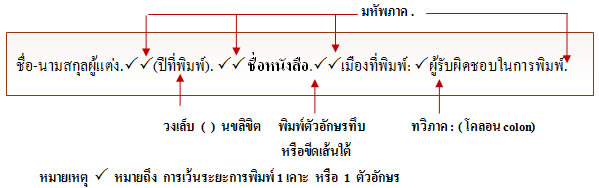 มหัพภาค .
ชื่อ-นามสกุลผู้แต่ง.✓✓(ปีที่พิมพ์). ✓✓ชื่อหนังสือ.✓✓เมืองที่พิมพ์: ✓ผู้รับผิดชอบในการพิมพ์.
วงเล็บ ( ) นขลิขิต พิมพ์ตัวอักษรทึบ ทวิภาค : (โคลอน colon)
หรือขีดเส้นใต้
หมายเหตุ ✓ หมายถึง การเว้นระยะการพิมพ์ 1 เคาะ หรือ 1 ตัวอักษร